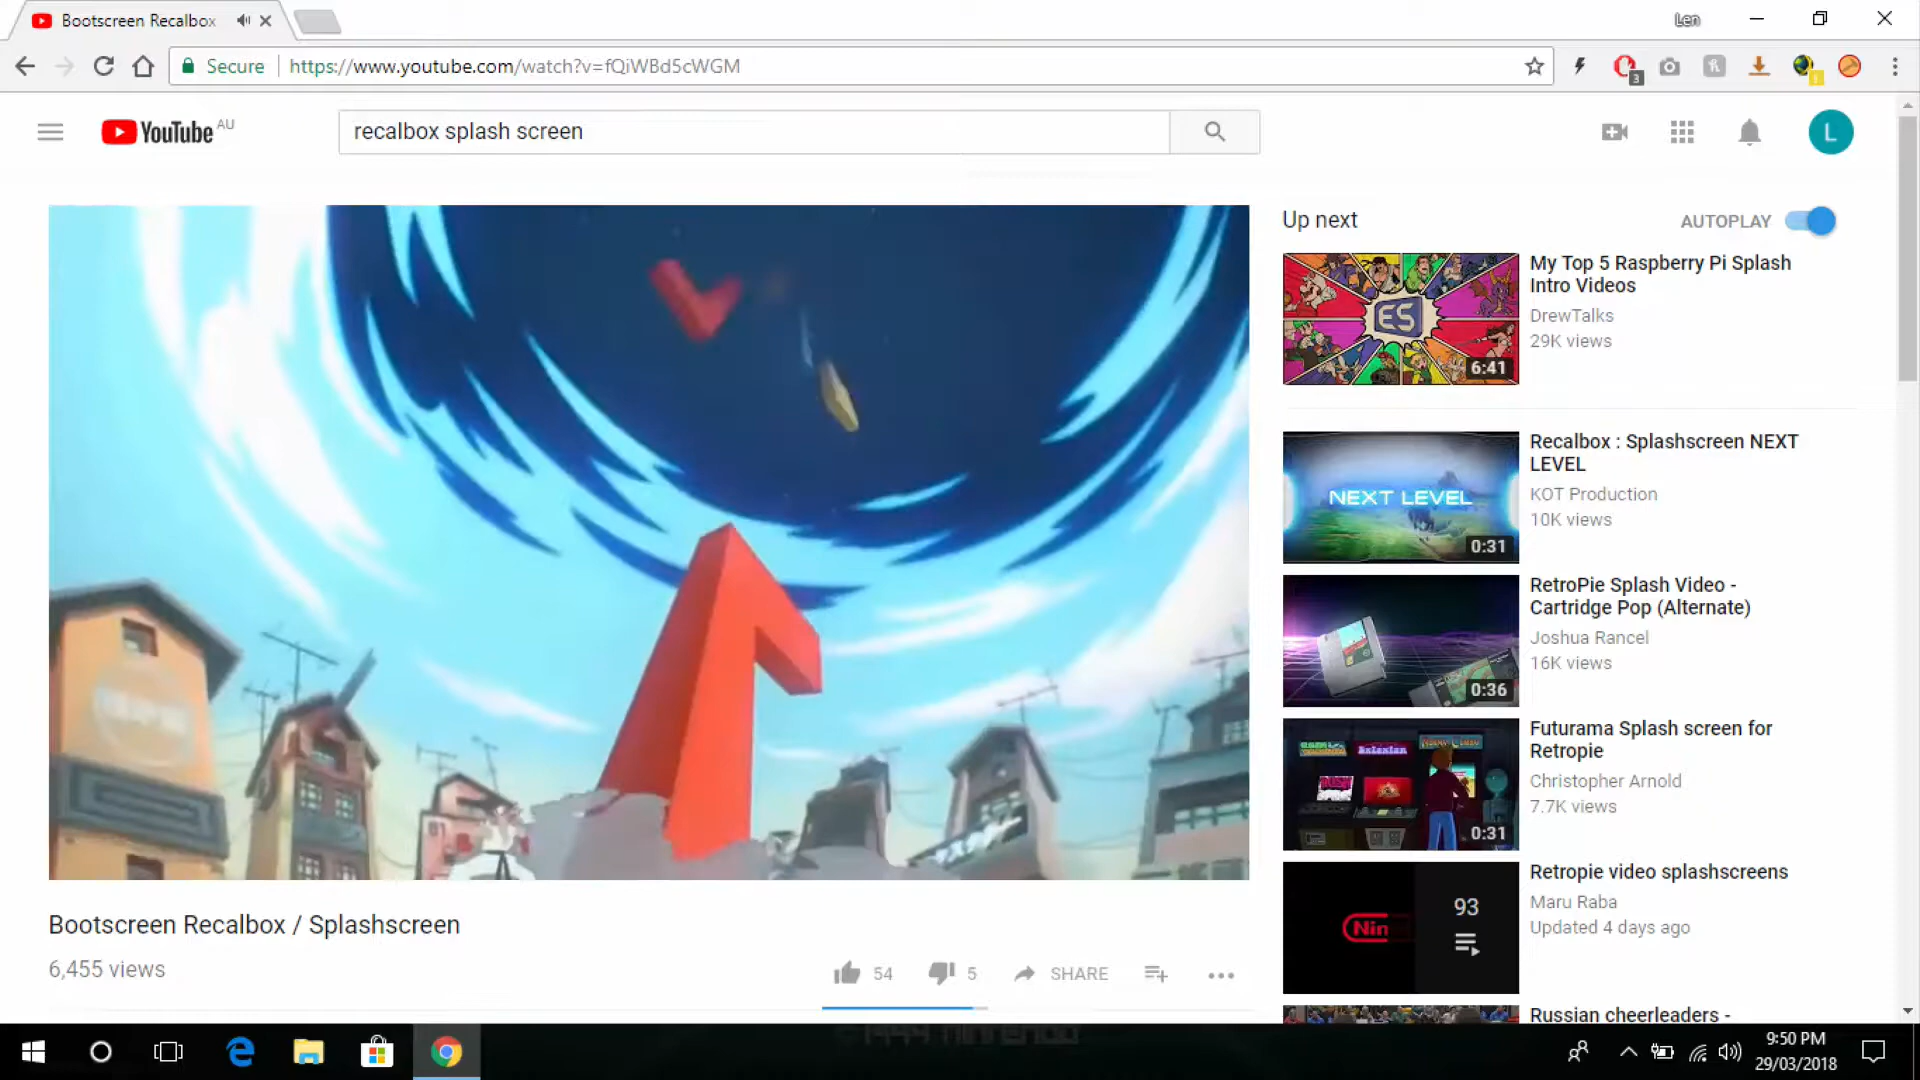 Bootscreen Recalbox
Len
Secure
https://www.youtube.com/watch?v=fQiWBd5cWGM
3
YouTube AU
recalbox splash screen
L
Up next
AUTOPLAY
ES
6:41
My Top 5 Raspberry Pi Splash
Intro Videos
DrewTalks
29K views
NEXT LEVEL
0:31
Recalbox : Splashscreen NEXT
LEVEL
KOT Production
10K views
0:36
RetroPie Splash Video -
Cartridge Pop (Alternate)
Joshua Rancel
16K views
0:31
Futurama Splash screen for
Retropie
Christopher Arnold
7.7K views
Nin
93
Retropie video splashscreens
Maru Raba
Updated 4 days ago
Russian cheerleaders -
Bootscreen Recalbox / Splashscreen
6,455 views
54
5
SHARE
9:50 PM
29/03/2018